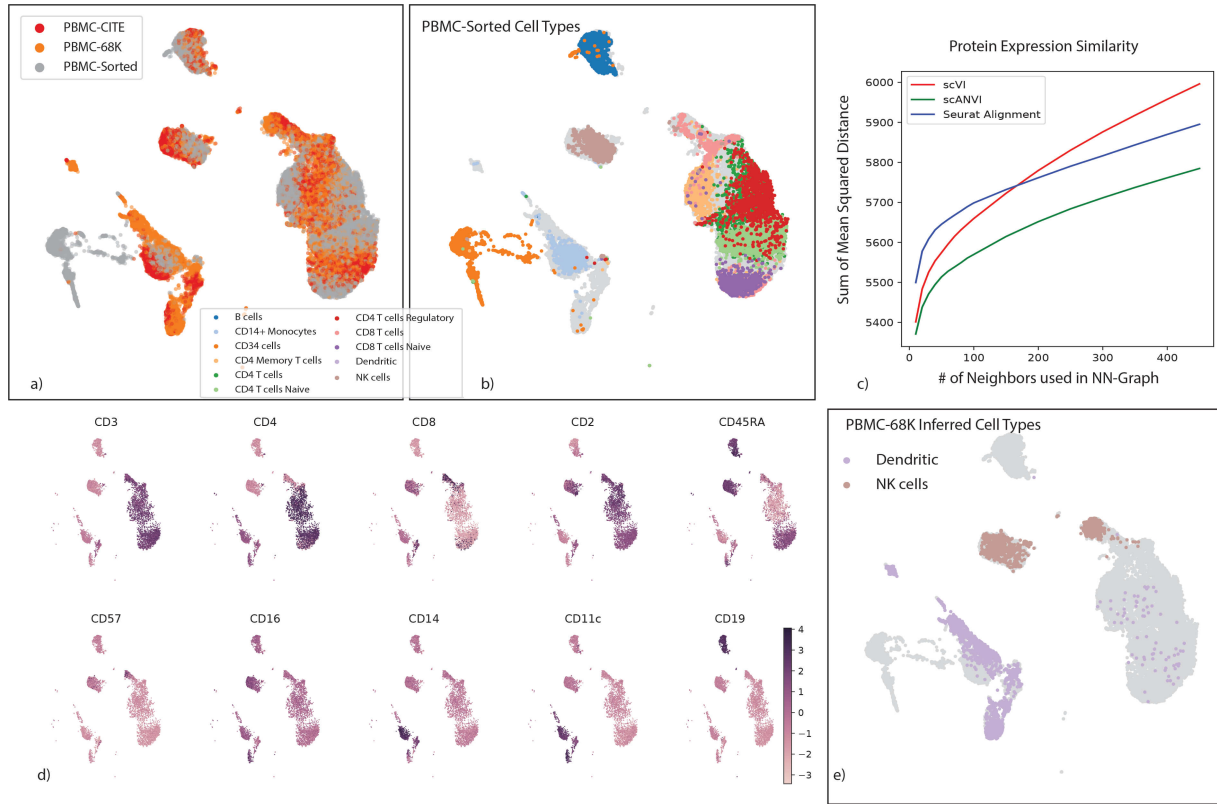 PBMC-CITE
PBMC-68K
PBMC-Sorted
a)
PBMC-Sorted Cell Types
B cells
CD14+ Monocytes
CD34 cells
CD4 Memory T cells
CD4 T cells
CD4 T cells Naive
CD4 T cells Regulatory
CD8 T cells
CD8 T cells Naive
Dendritic
NK cells
b)
Protein Expression Similarity
scVI
scANVI
Seurat Alignment
Sum of Mean Squared Distance
6000
5900
5800
5700
5600
5500
5400
0 100 200 300 400
# of Neighbors used in NN-Graph
c)
CD3 CD4 CD8 CD2 CD45RA
CD57 CD16 CD14 CD11c CD19
4
3
2
1
0
−1
−2
−3
d)
PBMC-68K Inferred Cell Types
Dendritic
NK cells
e)